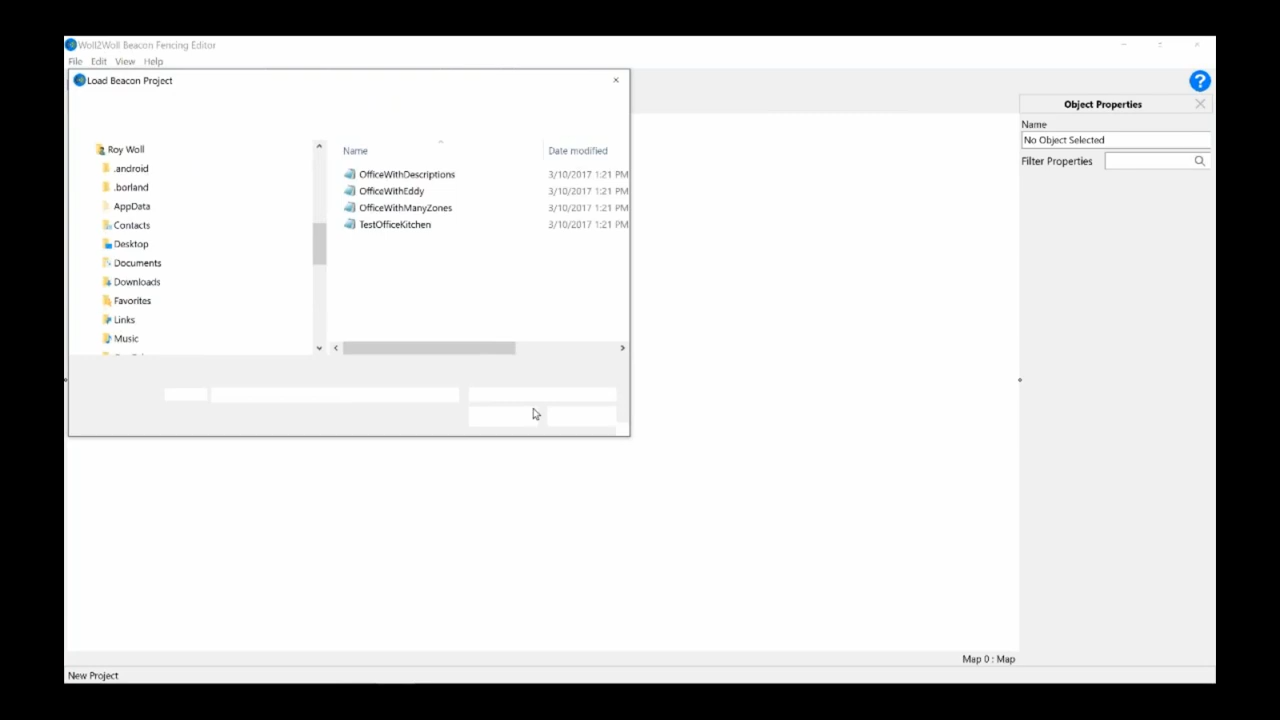 Woll2Woll Beacon Fencing Editor
File Edit View Help
Load Beacon Project
?
Object Properties
Name
No Object Selected
Filter Properties
Roy Woll
.android
.borland
AppData
Contacts
Desktop
Documents
Downloads
Favorites
Links
Music
Name Date modified
OfficeWithDescriptions 3/10/2017 1:21 PM
OfficeWithEddy 3/10/2017 1:21 PM
OfficeWithManyZones 3/10/2017 1:21 PM
TestOfficeKitchen 3/10/2017 1:21 PM
Map 0 : Map
New Project